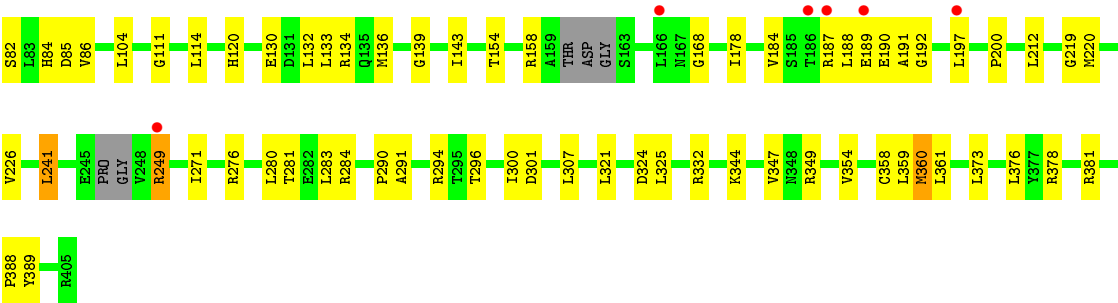 S82 L83 H84 D85 V86 L104 G111 L114 H120 E130 D131 L132 L133 R134 Q135 M136 G139 I143 T154 R158 A159 THR ASP GLY S163 L166 N167 G168 I178 V184 S185 T186 R187 L188 E189 E190 A191 G192 L197 P200 L212 G219 M220
V226 L241 E245 PRO GLY V248 R249 I271 R276 L280 T281 E282 L283 R284 P290 A291 R294 T295 T296 I300 D301 L307 L321 D324 L325 R332 K344 V347 N348 R349 V354 C358 L359 M360 L361 L373 L376 Y377 R378 R381
P388 Y389 R405